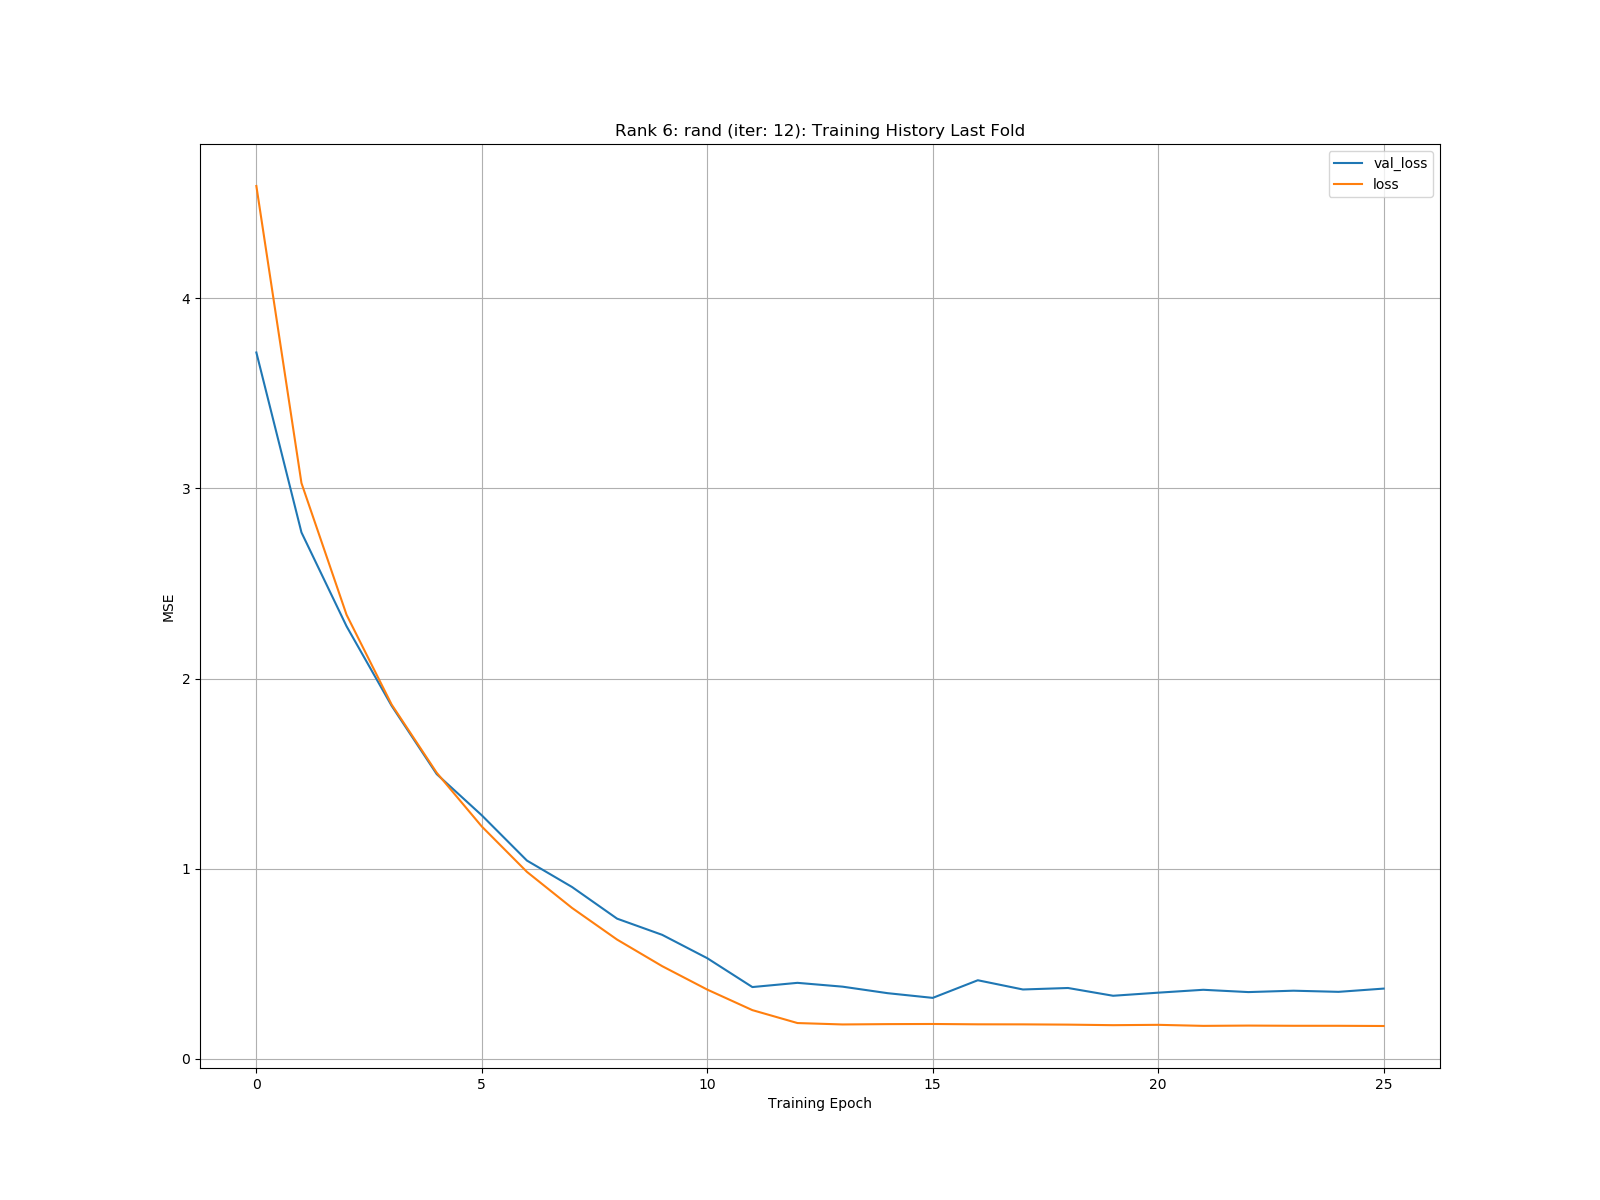 Rank 6: rand (iter: 12): Training History Last Fold
val_loss
loss
4
3
2
1
0
MSE
0 5 10 15 20 25
Training Epoch